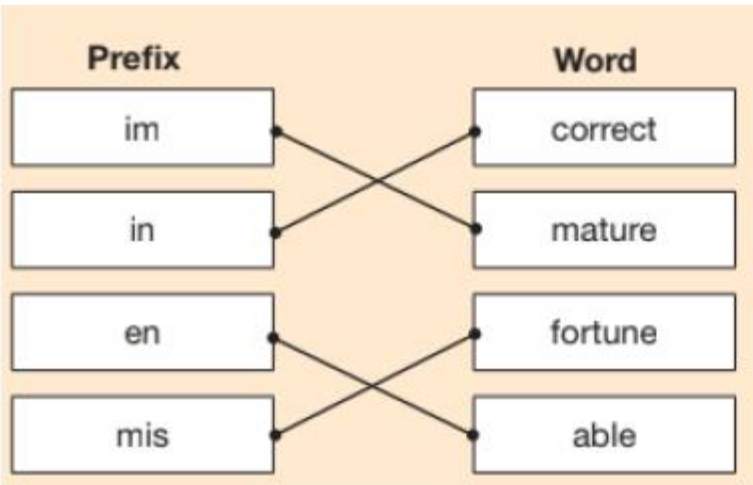 Prefix Word
im correct
in mature
en fortune
mis able